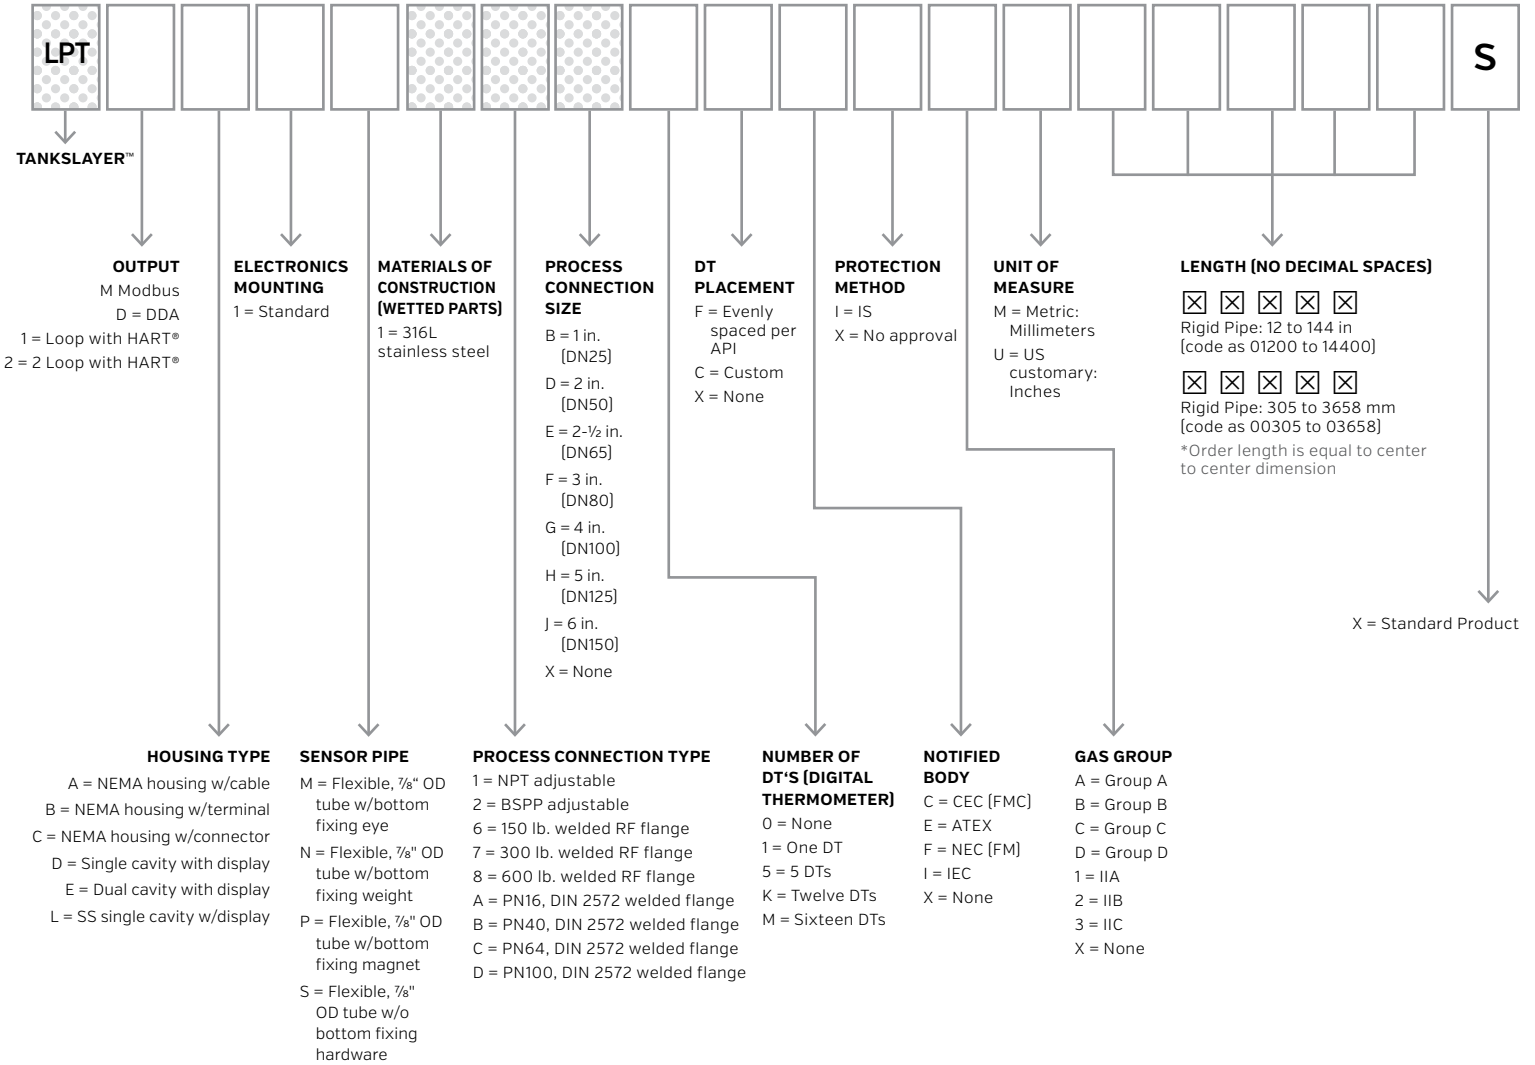 LPT
S
TANKSLAYER™
OUTPUT
M Modbus
D = DDA
1 = Loop with HART®
2 = 2 Loop with HART®
ELECTRONICS
MOUNTING
1 = Standard
MATERIALS OF
CONSTRUCTION
(WETTED PARTS)
1 = 316L
stainless steel
PROCESS
CONNECTION
SIZE
B = 1 in.
(DN25)
D = 2 in.
(DN50)
E = 2-½ in.
(DN65)
F = 3 in.
(DN80)
G = 4 in.
(DN100)
H = 5 in.
(DN125)
J = 6 in.
(DN150)
X = None
DT
PLACEMENT
F = Evenly
spaced per
API
C = Custom
X = None
PROTECTION
METHOD
I = IS
X = No approval
UNIT OF
MEASURE
M = Metric:
Millimeters
U = US
customary:
Inches
LENGTH (NO DECIMAL SPACES)
Rigid Pipe: 12 to 144 in
(code as 01200 to 14400)
Rigid Pipe: 305 to 3658 mm
(code as 00305 to 03658)
*Order length is equal to center
to center dimension
X = Standard Product
HOUSING TYPE
A = NEMA housing w/cable
B = NEMA housing w/terminal
C = NEMA housing w/connector
D = Single cavity with display
E = Dual cavity with display
L = SS single cavity w/display
SENSOR PIPE
M = Flexible, ⅞“ OD
tube w/bottom
fixing eye
N = Flexible, ⅞" OD
tube w/bottom
fixing weight
P = Flexible, ⅞" OD
tube w/bottom
fixing magnet
S = Flexible, ⅞"
OD tube w/o
bottom fixing
hardware
PROCESS CONNECTION TYPE
1 = NPT adjustable
2 = BSPP adjustable
6 = 150 lb. welded RF flange
7 = 300 lb. welded RF flange
8 = 600 lb. welded RF flange
A = PN16, DIN 2572 welded flange
B = PN40, DIN 2572 welded flange
C = PN64, DIN 2572 welded flange
D = PN100, DIN 2572 welded flange
NUMBER OF
DT‘S (DIGITAL
THERMOMETER)
0 = None
1 = One DT
5 = 5 DTs
K = Twelve DTs
M = Sixteen DTs
NOTIFIED
BODY
C = CEC (FMC)
E = ATEX
F = NEC (FM)
I = IEC
X = None
GAS GROUP
A = Group A
B = Group B
C = Group C
D = Group D
1 = IIA
2 = IIB
3 = IIC
X = None